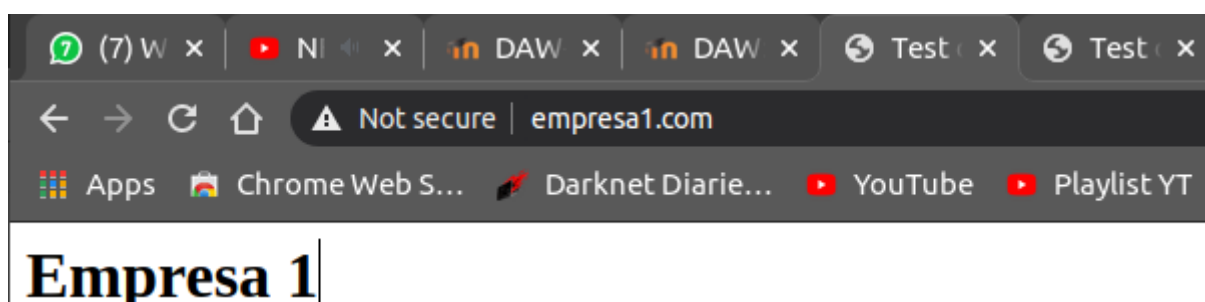 (7) W NI DAW DAW Test Test
Not secure empresa1.com
Apps Chrome Web S... Darknet Diarie... YouTube Playlist YT
Empresa 1